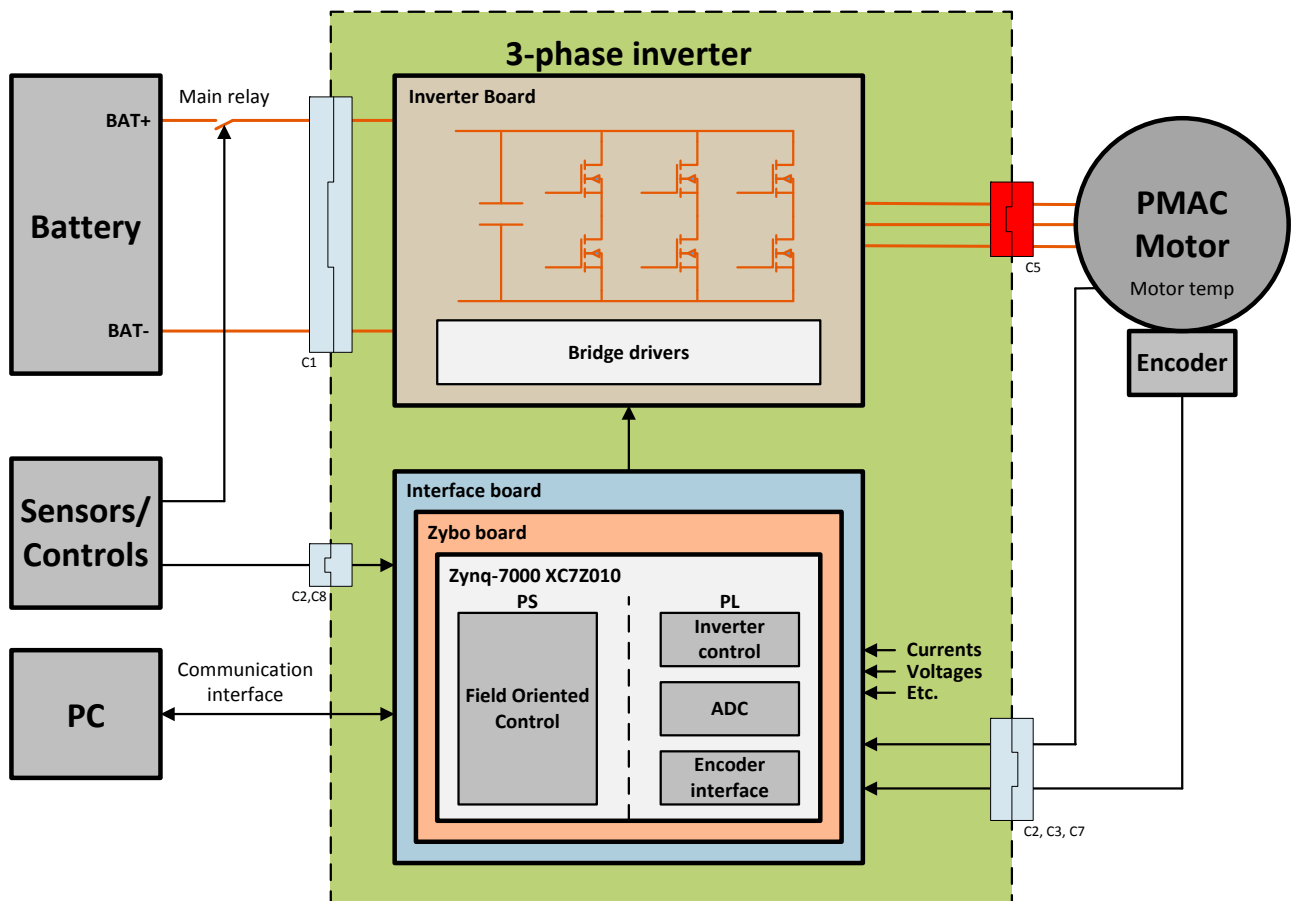 3-phase inverter
Inverter Board
Main relay
BAT+
Battery
BAT-
C1
Bridge drivers
PMAC
Motor
Motor temp
C5
Encoder
Sensors/
Controls
C2,C8
Interface board
Zybo board
Zynq-7000 XC7Z010
PS
PL
Field Oriented
Control
Inverter
control
ADC
Encoder
interface
Currents
Voltages
Etc.
Communication
interface
PC
C2, C3, C7